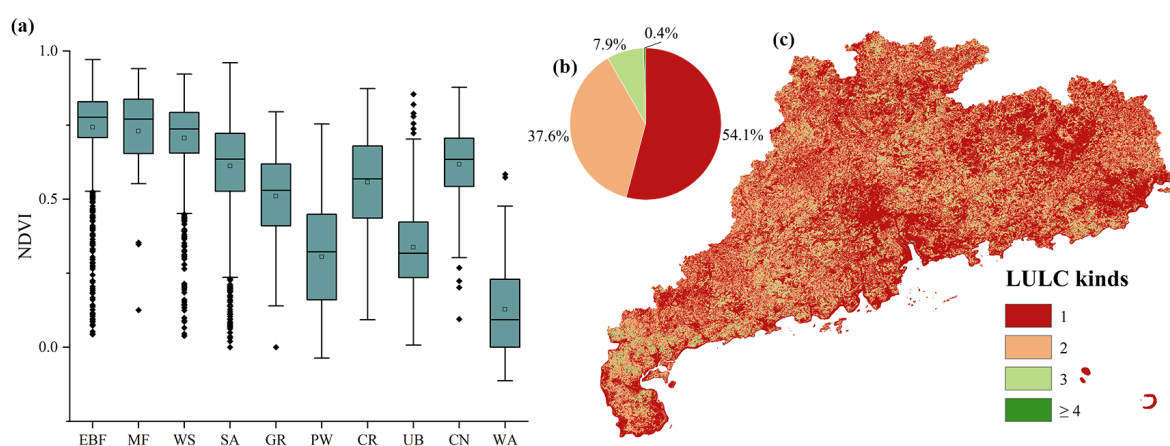 (a)
1.0
0.5
0.0
NDVI
EBF MF WS SA GR PW CR UB CN WA
(b)
0.4%
7.9%
37.6%
54.1%
(c)
LULC kinds
1
2
3
≥ 4